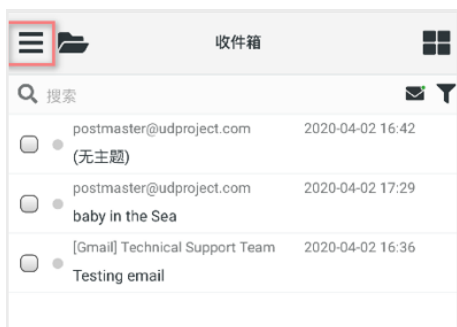 收件箱
搜索
postmaster@udproject.com 2020-04-02 16:42
(无主题)
postmaster@udproject.com 2020-04-02 17:29
baby in the Sea
[Gmail] Technical Support Team 2020-04-02 16:36
Testing email